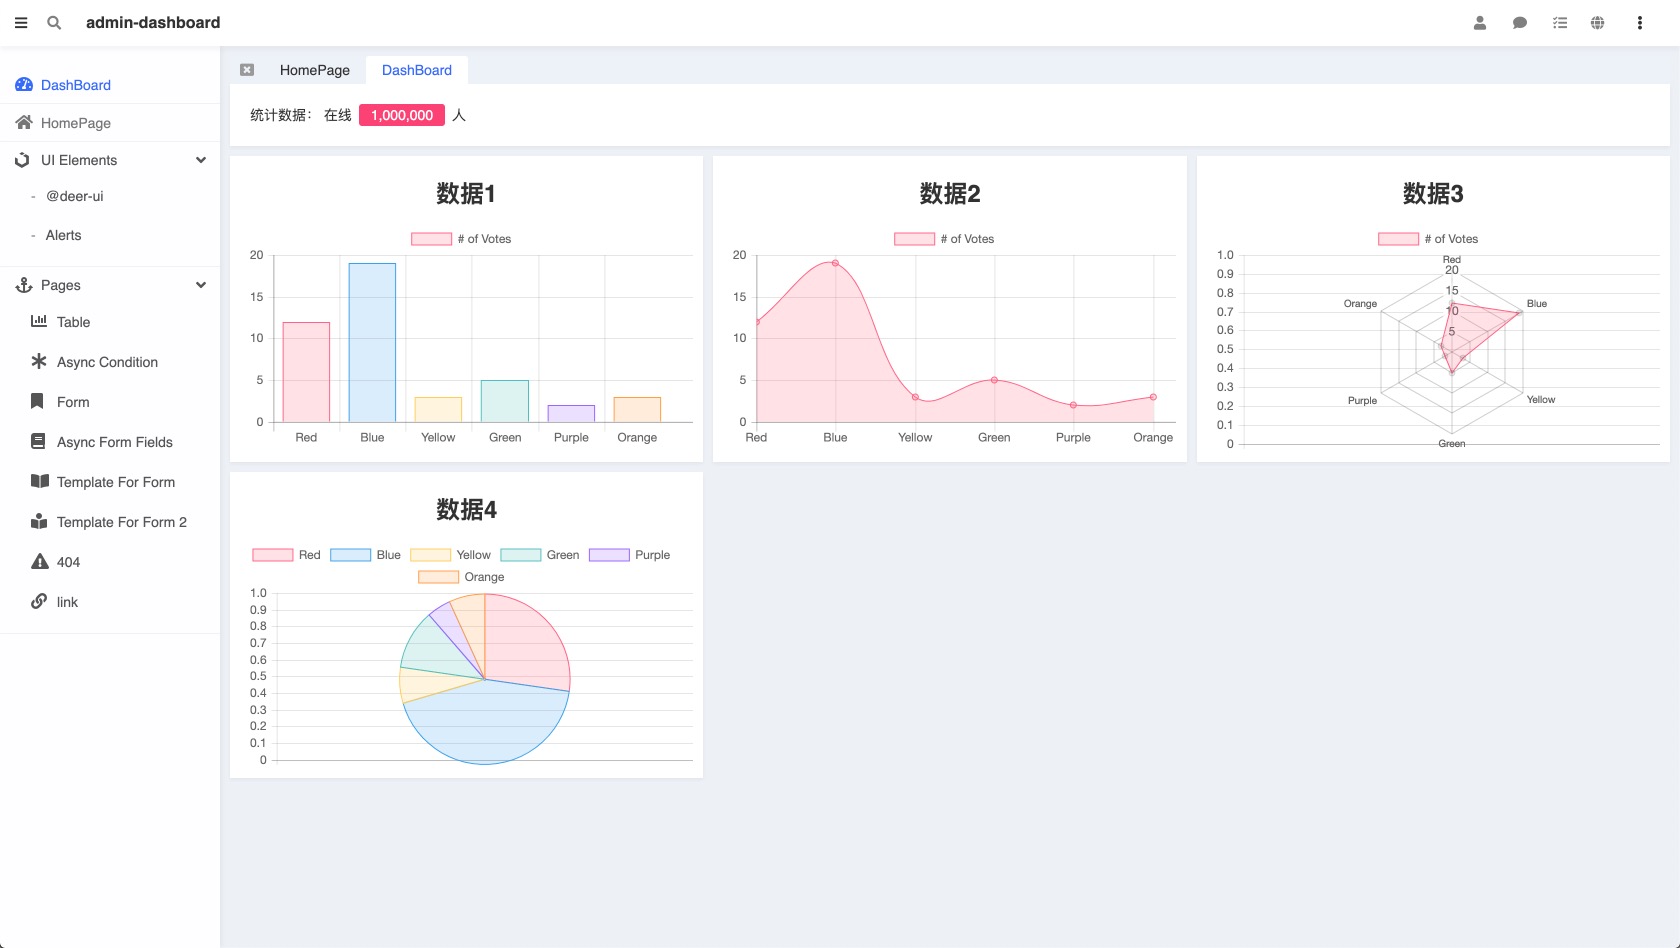 admin-dashboard
DashBoard
HomePage
UI Elements
- @deer-ui
- Alerts
Pages
Table
Async Condition
Form
Async Form Fields
Template For Form
Template For Form 2
404
link
HomePage
DashBoard
统计数据： 在线 1,000,000 人
数据1
# of Votes
20
15
10
5
0
Red Blue Yellow Green Purple Orange
数据2
# of Votes
20
15
10
5
0
Red Blue Yellow Green Purple Orange
数据3
# of Votes
1.0
0.9
0.8
0.7
0.6
0.5
0.4
0.3
0.2
0.1
0
Red
20
15
10
5
Orange
Blue
Purple
Yellow
Green
数据4
Red Blue Yellow Green Purple
Orange
1.0
0.9
0.8
0.7
0.6
0.5
0.4
0.3
0.2
0.1
0